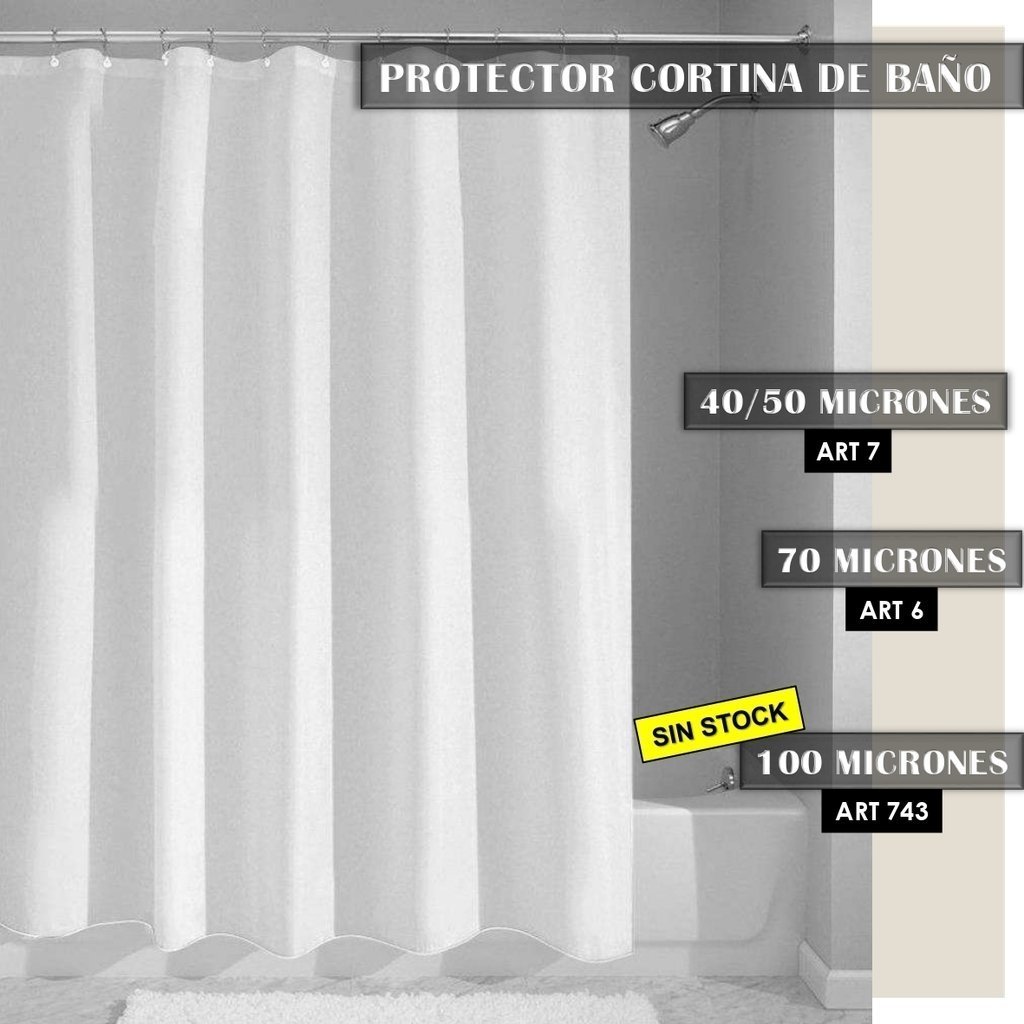 PROTECTOR CORTINA DE BAÑO
40/50 MICRONES
ART 7
70 MICRONES
ART 6
SIN STOCK
100 MICRONES
ART 743